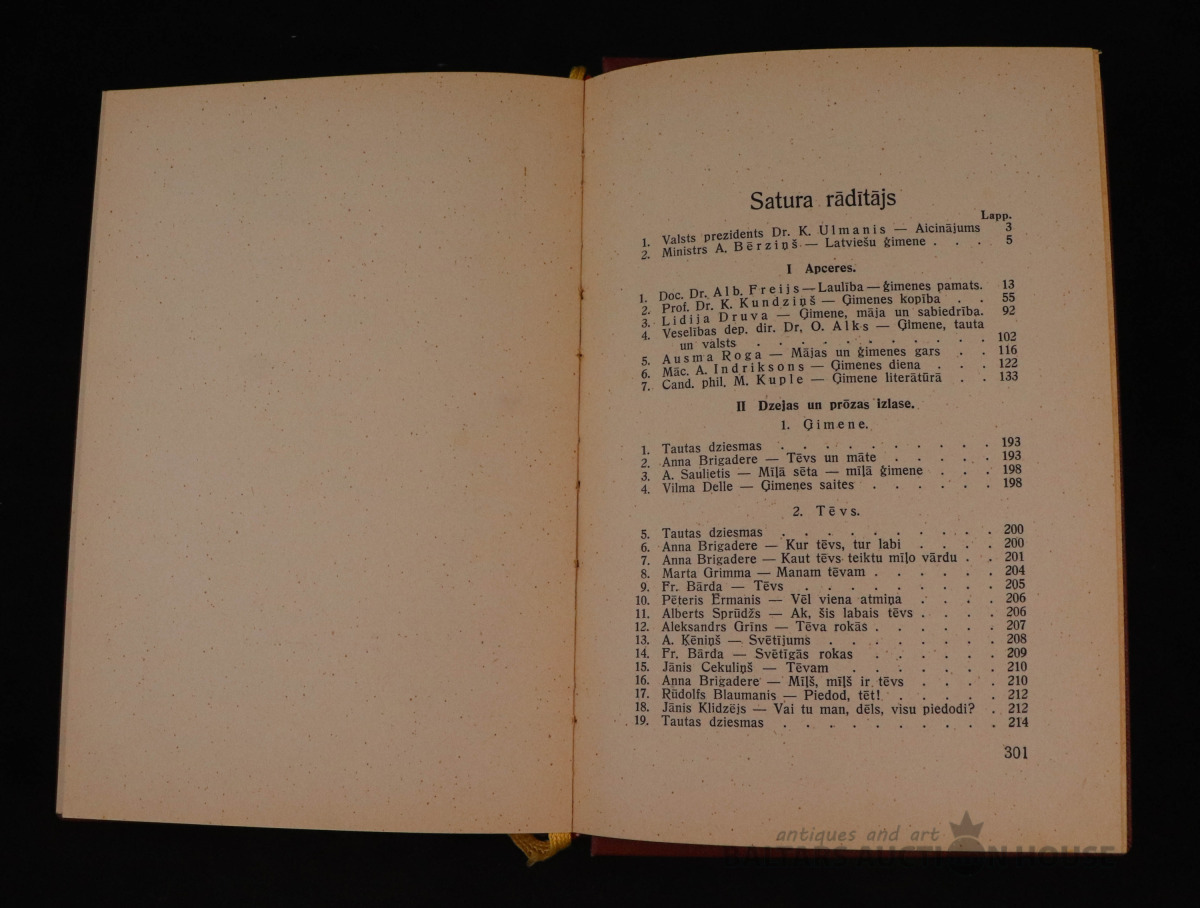 Satura rādītājs
Lapp.
1. Valsts prezidents Dr. K. Ulmanis — Aicinājums 3
2. Ministrs A. Bērziņš — Latviešu ģimene . . . 5
I Apceres.
1. Doc. Dr. Alb. Freijs — Laulība — ģimenes pamats. 13
2. Prof. Dr. K. Kundziņš — Ģimenes kopība . . 55
3. Lidija Druva — Ģimene, māja un sabiedrība. 92
4. Veselības dep. dir. Dr. O. Alks — Ģimene, tauta
un valsts . . . . . . . . . . 102
5. Ausma Roga — Mājas un ģimenes gars . . 116
6. Māc. A. Indriksons — Ģimenes diena . . . 122
7. Cand. phil. M. Kuple — Ģimene literātūrā . . 133
II Dzejas un prōzas izlase.
1. Ģimene.
1. Tautas dziesmas . . . . . . . . . . 193
2. Anna Brigadere — Tēvs un māte . . . . . 193
3. A. Saulietis — Mīļā sēta — mīļā ģimene . . . 198
4. Vilma Delle — Ģimenes saites . . . . . . 198
2. Tēvs.
5. Tautas dziesmas . . . . . . . . . . 200
6. Anna Brigadere — Kur tēvs, tur labi . . . . 200
7. Anna Brigadere — Kaut tēvs teiktu mīļo vārdu . . 201
8. Marta Grimma — Manam tēvam . . . . . . 204
9. Fr. Bārda — Tēvs . . . . . . . . . 205
10. Pēteris Ērmanis — Vēl viena atmiņa . . . . 206
11. Alberts Sprūdžs — Ak, šis labais tēvs . . . . 206
12. Aleksandrs Grīns — Tēva rokās . . . . . . 207
13. A. Ķēniņš — Svētījums . . . . . . . . 208
14. Fr. Bārda — Svētīgās rokas . . . . . . 209
15. Jānis Cekuliņš — Tēvam . . . . . . . 210
16. Anna Brigadere — Mīļš, mīļš ir tēvs . . . . 210
17. Rūdolfs Blaumanis — Piedod, tēt! . . . . . 212
18. Jānis Klīdzējs — Vai tu man, dēls, visu piedodi? . 212
19. Tautas dziesmas . . . . . . . . . . 214
301
antiques and art
BALTARS AUCTION HOUSE